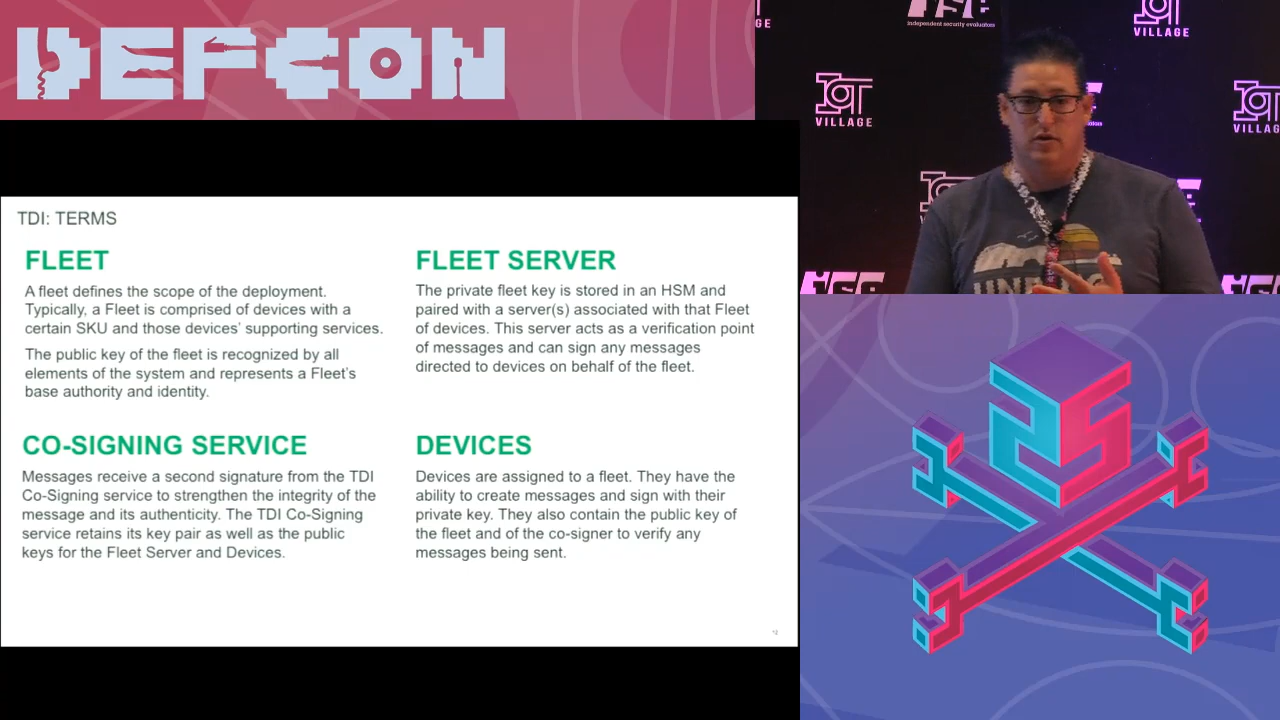 DEFCON
TDI: TERMS
FLEET
A fleet defines the scope of the deployment.
Typically, a Fleet is comprised of devices with a
certain SKU and those devices' supporting services.
The public key of the fleet is recognized by all
elements of the system and represents a Fleet's
base authority and identity.
FLEET SERVER
The private fleet key is stored in an HSM and
paired with a server(s) associated with that Fleet
of devices. This server acts as a verification point
of messages and can sign any messages
directed to devices on behalf of the fleet.
CO-SIGNING SERVICE
Messages receive a second signature from the TDI
Co-Signing service to strengthen the integrity of the
message and its authenticity. The TDI Co-Signing
service retains its key pair as well as the public
keys for the Fleet Server and Devices.
DEVICES
Devices are assigned to a fleet. They have the
ability to create messages and sign with their
private key. They also contain the public key of
the fleet and of the co-signer to verify any
messages being sent.
independent security evaluators
IOT
VILLAGE
IOT
VILLAGE
IOT
25